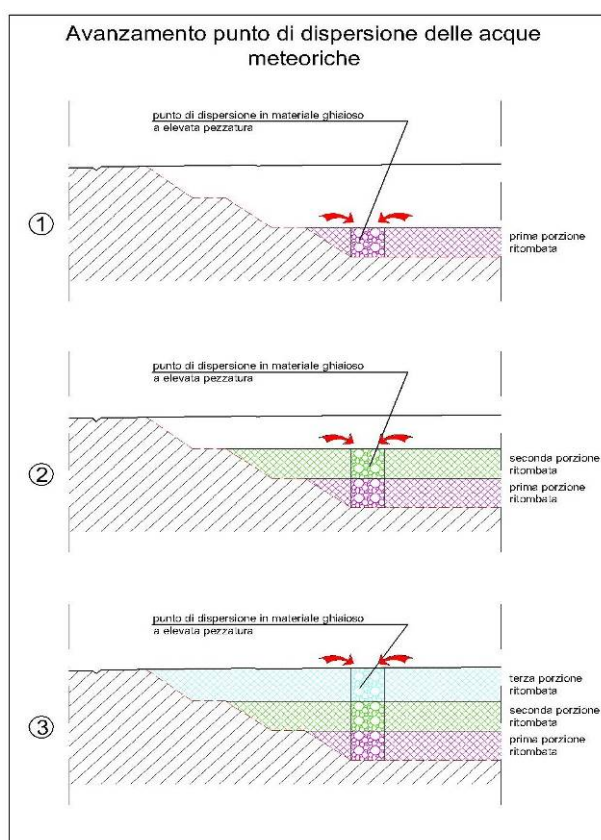 Avanzamento punto di dispersione delle acque
meteoriche
punto di dispersione in materiale ghiaioso
a elevata pezzatura
1
prima porzione
ritombata
punto di dispersione in materiale ghiaioso
a elevata pezzatura
2
seconda porzione
ritombata
prima porzione
ritombata
punto di dispersione in materiale ghiaioso
a elevata pezzatura
3
terza porzione
ritombata
seconda porzione
ritombata
prima porzione
ritombata